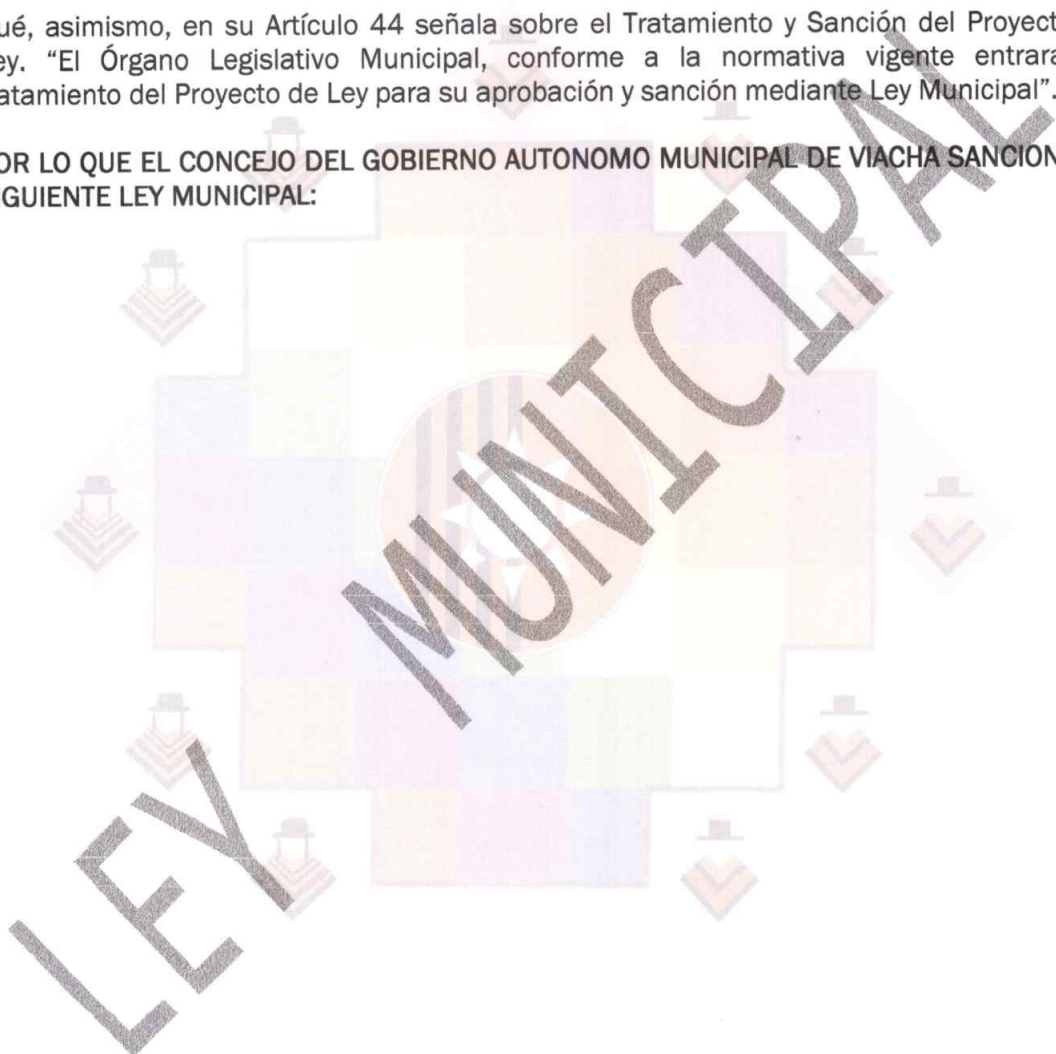 ué, asimismo, en su Artículo 44 señala sobre el Tratamiento y Sanción del Proyect
ey. “El Órgano Legislativo Municipal, conforme a la normativa vigente entrara
atamiento del Proyecto de Ley para su aprobación y sanción mediante Ley Municipal”.
OR LO QUE EL CONCEJO DEL GOBIERNO AUTONOMO MUNICIPAL DE VIACHA SANCION
IGUIENTE LEY MUNICIPAL:
LEY MUNICIPAL